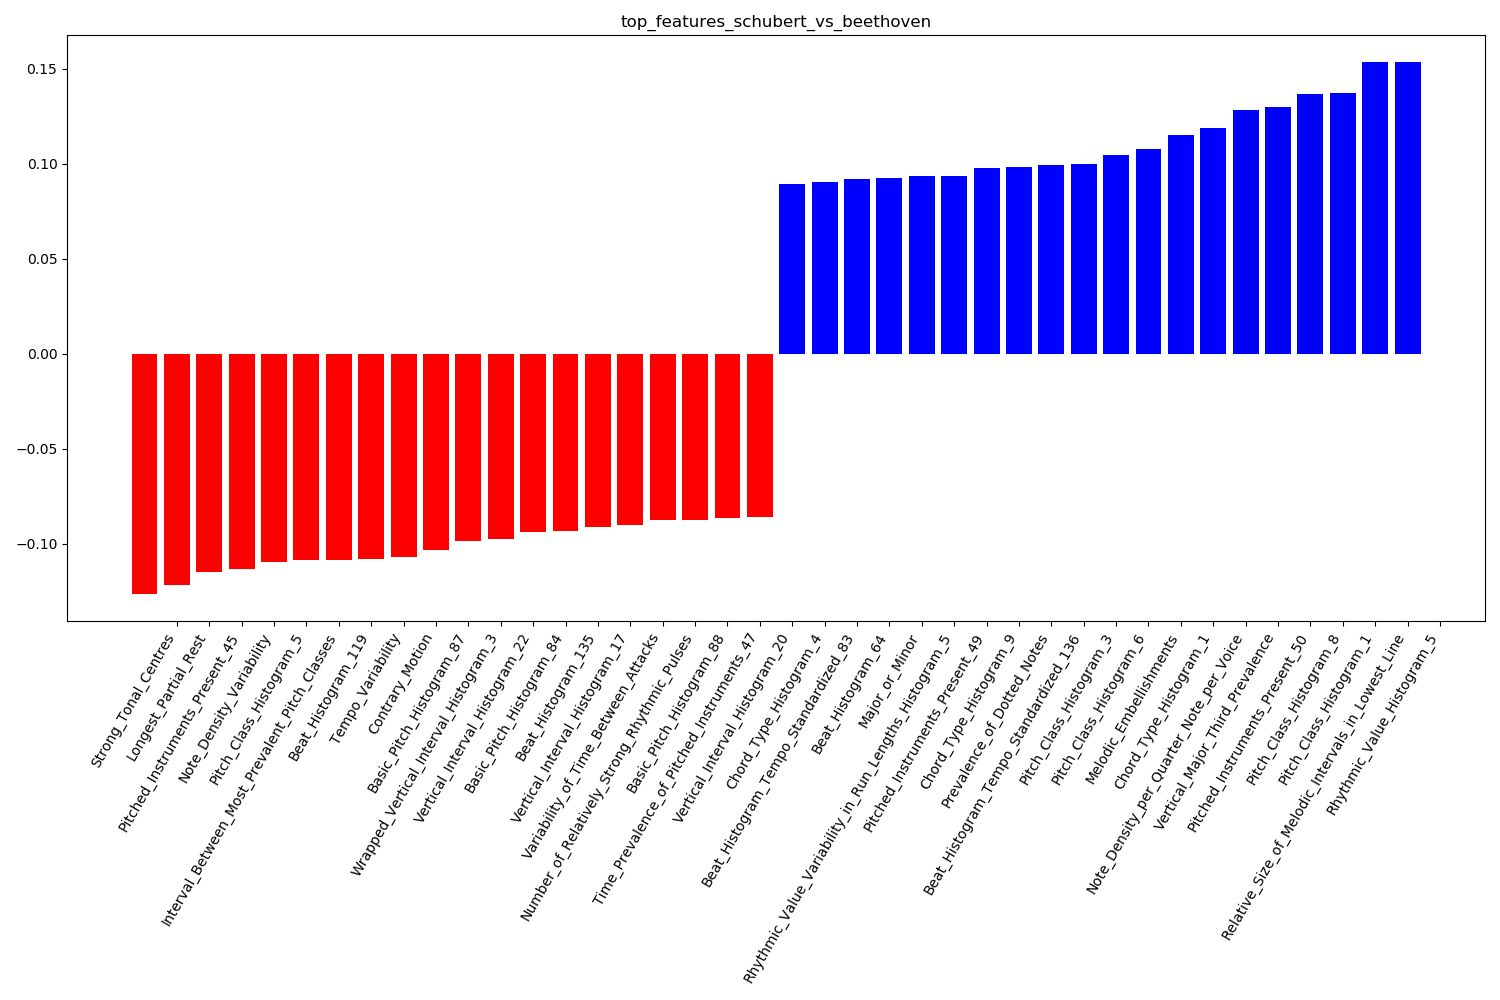 top_features_schubert_vs_beethoven
0.15
0.10
0.05
0.00
−0.05
−0.10
Strong_Tonal_Centres
Longest_Partial_Rest
Pitched_Instruments_Present_45
Note_Density_Variability
Pitch_Class_Histogram_5
Interval_Between_Most_Prevalent_Pitch_Classes
Beat_Histogram_119
Tempo_Variability
Contrary_Motion
Basic_Pitch_Histogram_87
Wrapped_Vertical_Interval_Histogram_3
Vertical_Interval_Histogram_22
Basic_Pitch_Histogram_84
Beat_Histogram_135
Vertical_Interval_Histogram_17
Variability_of_Time_Between_Attacks
Number_of_Relatively_Strong_Rhythmic_Pulses
Basic_Pitch_Histogram_88
Time_Prevalence_of_Pitched_Instruments_47
Vertical_Interval_Histogram_20
Chord_Type_Histogram_4
Beat_Histogram_Tempo_Standardized_83
Beat_Histogram_64
Major_or_Minor
Rhythmic_Value_Variability_in_Run_Lengths_Histogram_5
Pitched_Instruments_Present_49
Chord_Type_Histogram_9
Prevalence_of_Dotted_Notes
Beat_Histogram_Tempo_Standardized_136
Pitch_Class_Histogram_3
Pitch_Class_Histogram_6
Melodic_Embellishments
Chord_Type_Histogram_1
Note_Density_per_Quarter_Note_per_Voice
Vertical_Major_Third_Prevalence
Pitched_Instruments_Present_50
Pitch_Class_Histogram_8
Pitch_Class_Histogram_1
Relative_Size_of_Melodic_Intervals_in_Lowest_Line
Rhythmic_Value_Histogram_5